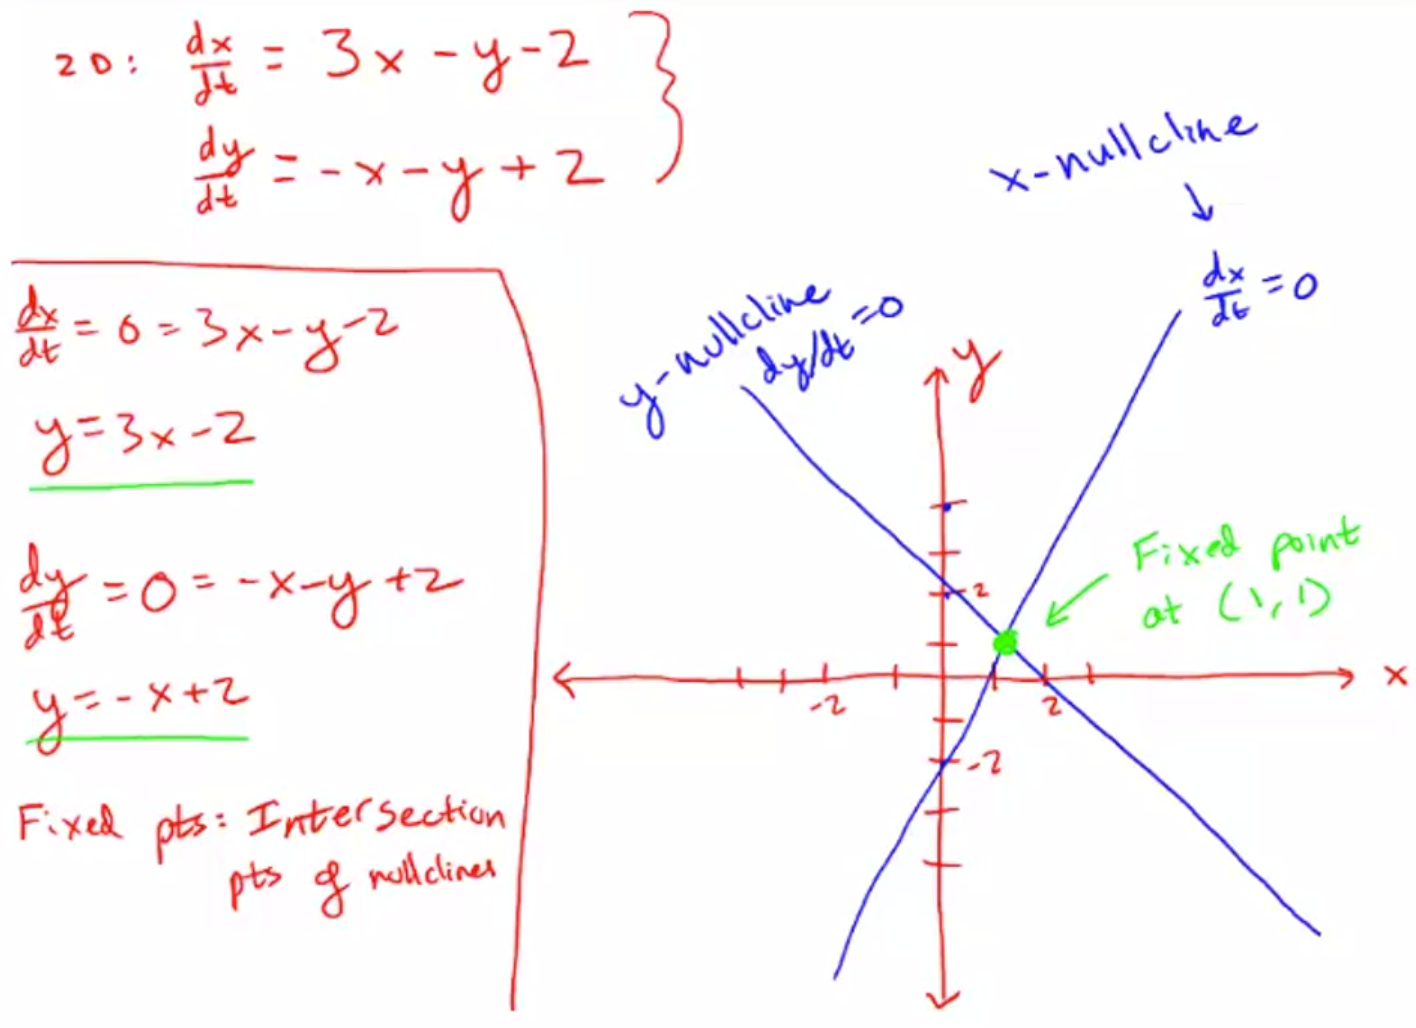 2D: dx/dt = 3x - y - 2
dy/dt = -x - y + 2
dx/dt = 0 = 3x - y - 2
y = 3x - 2
dy/dt = 0 = -x - y + 2
y = -x + 2
Fixed pts: Intersection
pts of nullclines
x-nullcline
↓
dx/dt = 0
y-nullcline
dy/dt = 0
y
2
Fixed point
at (1,1)
x
-2
2
-2